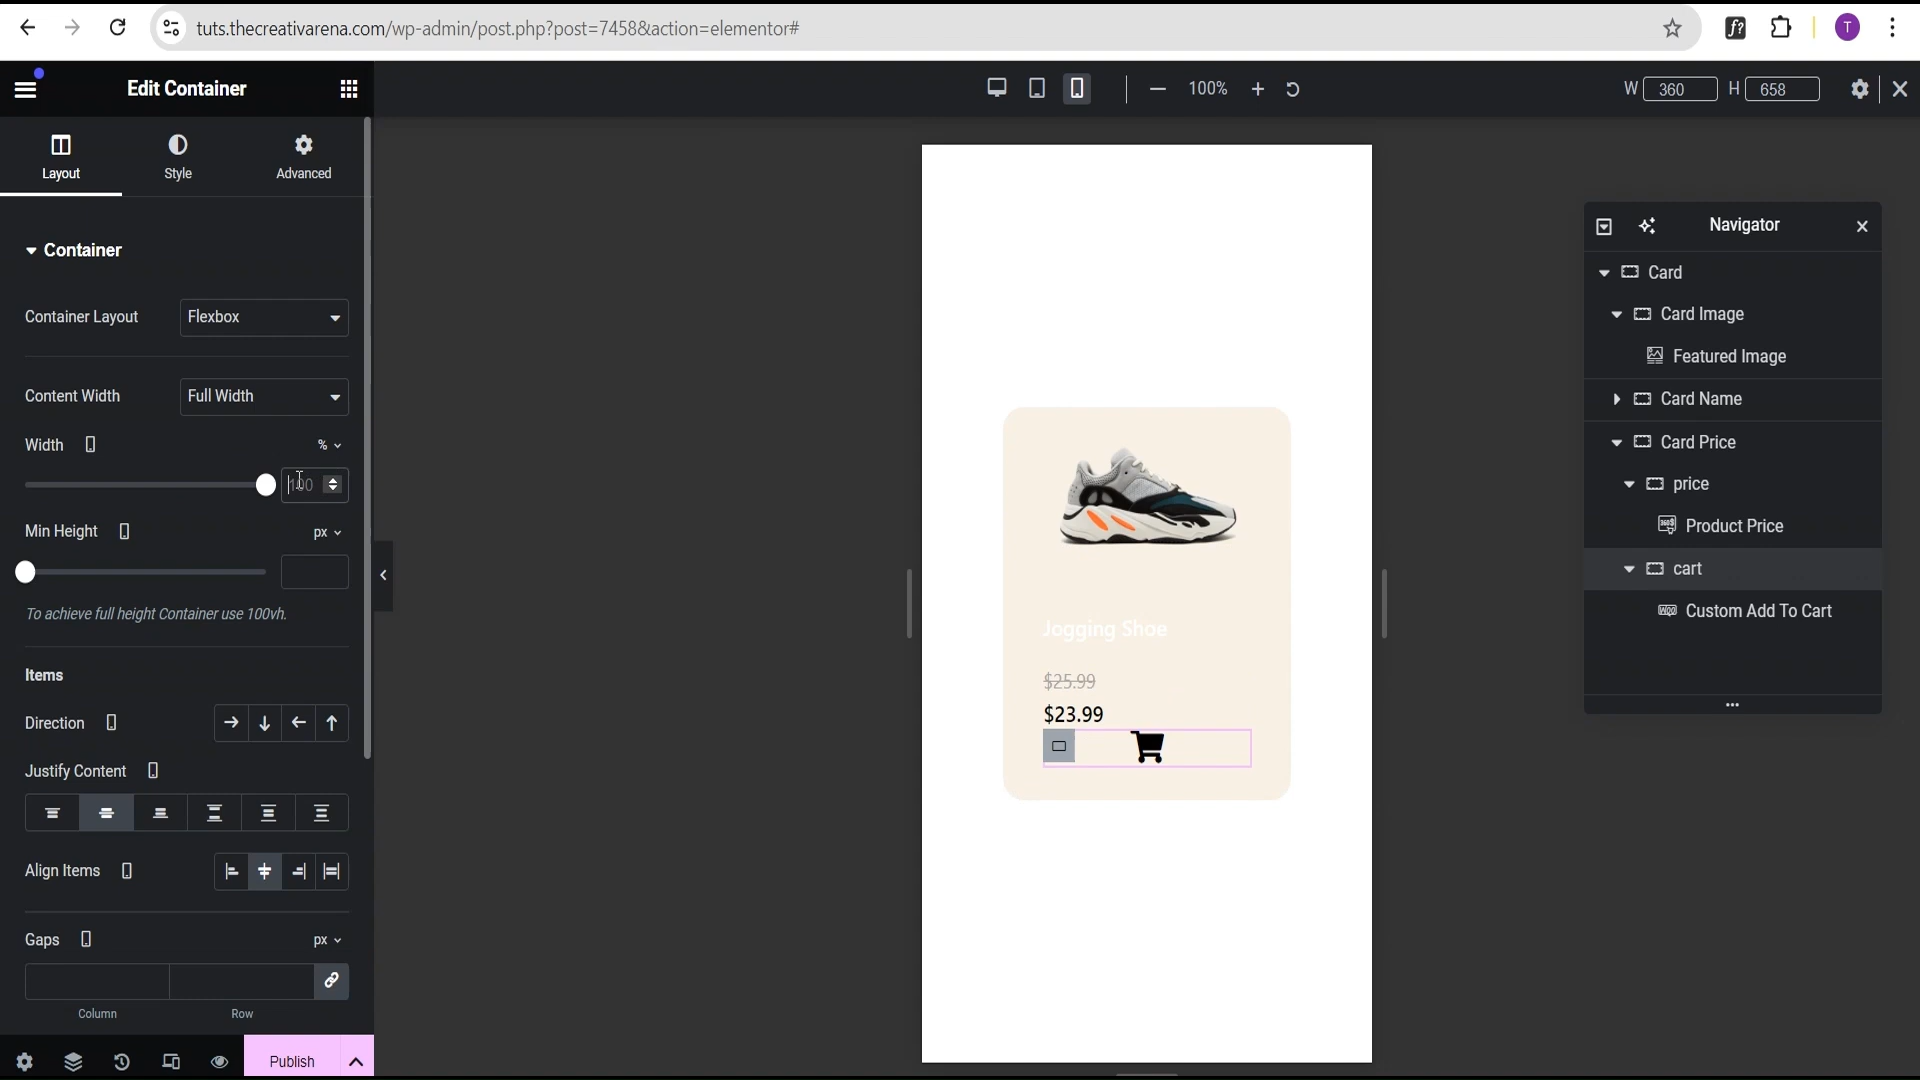 tuts.thecreativarena.com/wp-admin/post.php?post=7458&action=elementor#
T
Edit Container
100%
W 360 H 658
Layout
Style
Advanced
Container
Container Layout
Flexbox
Content Width
Full Width
Width
%
100
Min Height
px
To achieve full height Container use 100vh.
Items
Direction
Justify Content
Align Items
Gaps
px
Column
Row
Publish
Jogging Shoe
$25.99
$23.99
Navigator
Card
Card Image
Featured Image
Card Name
Card Price
price
Product Price
cart
Custom Add To Cart